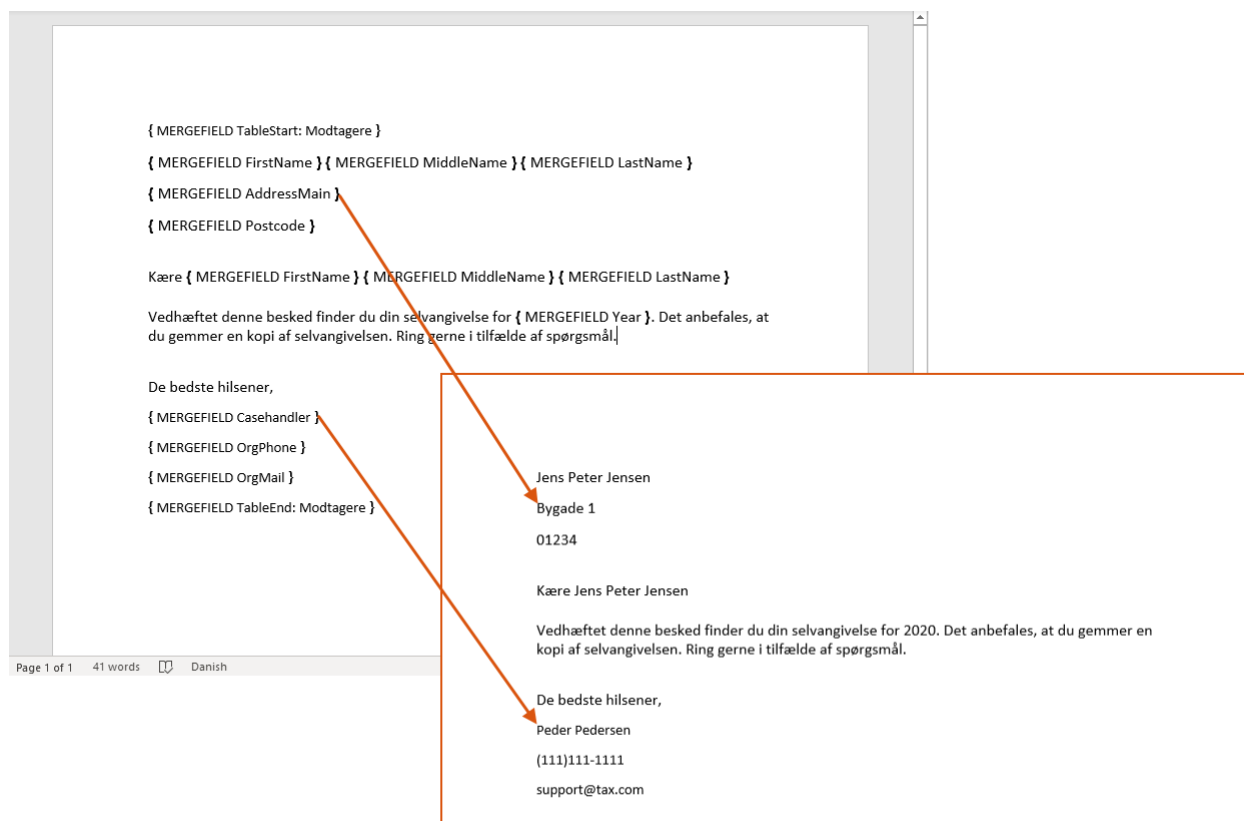 { MERGEFIELD TableStart: Modtagere }
{ MERGEFIELD FirstName } { MERGEFIELD MiddleName } { MERGEFIELD LastName }
{ MERGEFIELD AddressMain }
{ MERGEFIELD Postcode }
Kære { MERGEFIELD FirstName } { MERGEFIELD MiddleName } { MERGEFIELD LastName }
Vedhæftet denne besked finder du din selvangivelse for { MERGEFIELD Year }. Det anbefales, at
du gemmer en kopi af selvangivelsen. Ring gerne i tilfælde af spørgsmål.
De bedste hilsener,
{ MERGEFIELD Casehandler }
{ MERGEFIELD OrgPhone }
{ MERGEFIELD OrgMail }
{ MERGEFIELD TableEnd: Modtagere }
Page 1 of 1 41 words Danish
Jens Peter Jensen
Bygade 1
01234
Kære Jens Peter Jensen
Vedhæftet denne besked finder du din selvangivelse for 2020. Det anbefales, at du gemmer en
kopi af selvangivelsen. Ring gerne i tilfælde af spørgsmål.
De bedste hilsener,
Peder Pedersen
(111)111-1111
support@tax.com